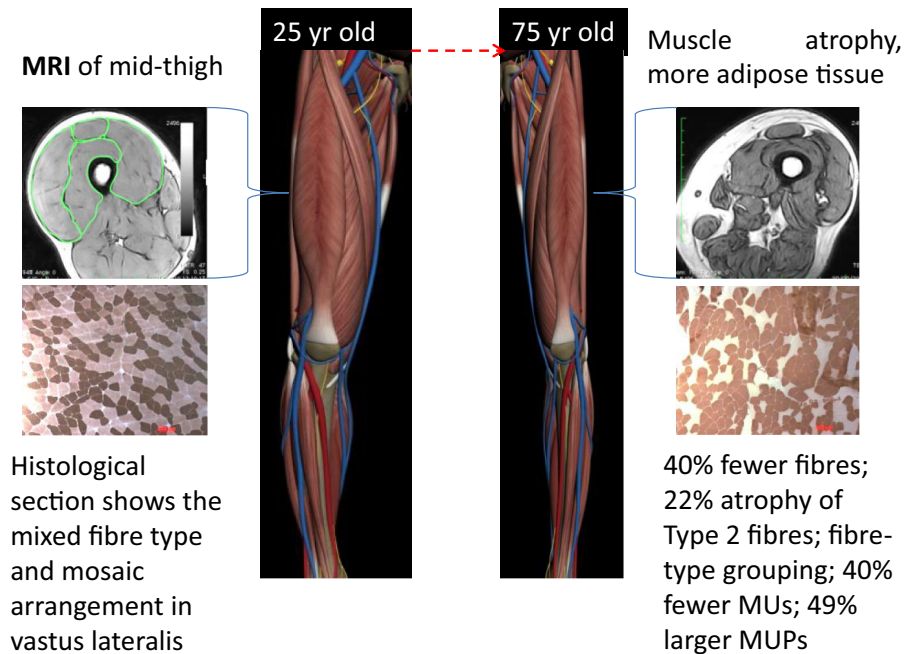 25 yr old
75 yr old
MRI of mid-thigh
Muscle atrophy,
more adipose tissue
2496
Histological
section shows the
mixed fibre type
and mosaic
arrangement in
vastus lateralis
40% fewer fibres;
22% atrophy of
Type 2 fibres; fibre-
type grouping; 40%
fewer MUs; 49%
larger MUPs